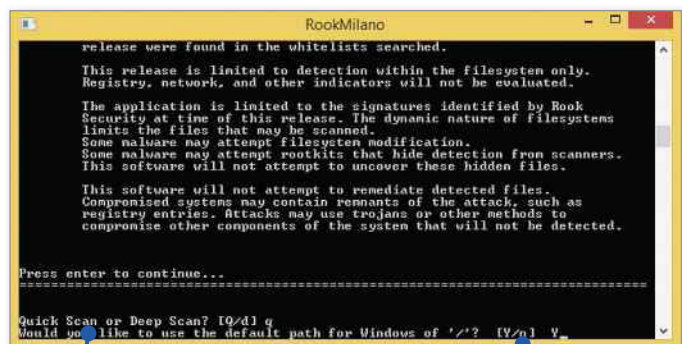 RookMilano
release were found in the whitelists searched.
This release is limited to detection within the filesystem only.
Registry, network, and other indicators will not be evaluated.
The application is limited to the signatures identified by Rook
Security at time of this release. The dynamic nature of filesystems
limits the files that may be scanned.
Some malware may attempt filesystem modification.
Some malware may attempt rootkits that hide detection from scanners.
This software will not attempt to uncover these hidden files.
This software will not attempt to remediate detected files.
Compromised systems may contain remnants of the attack, such as
registry entries. Attacks may use trojans or other methods to
compromise other components of the system that will not be detected.
Press enter to continue...
================================================================================
Quick Scan or Deep Scan? [Q/d] q
Would you like to use the default path for Windows of '/'? [Y/n] Y_